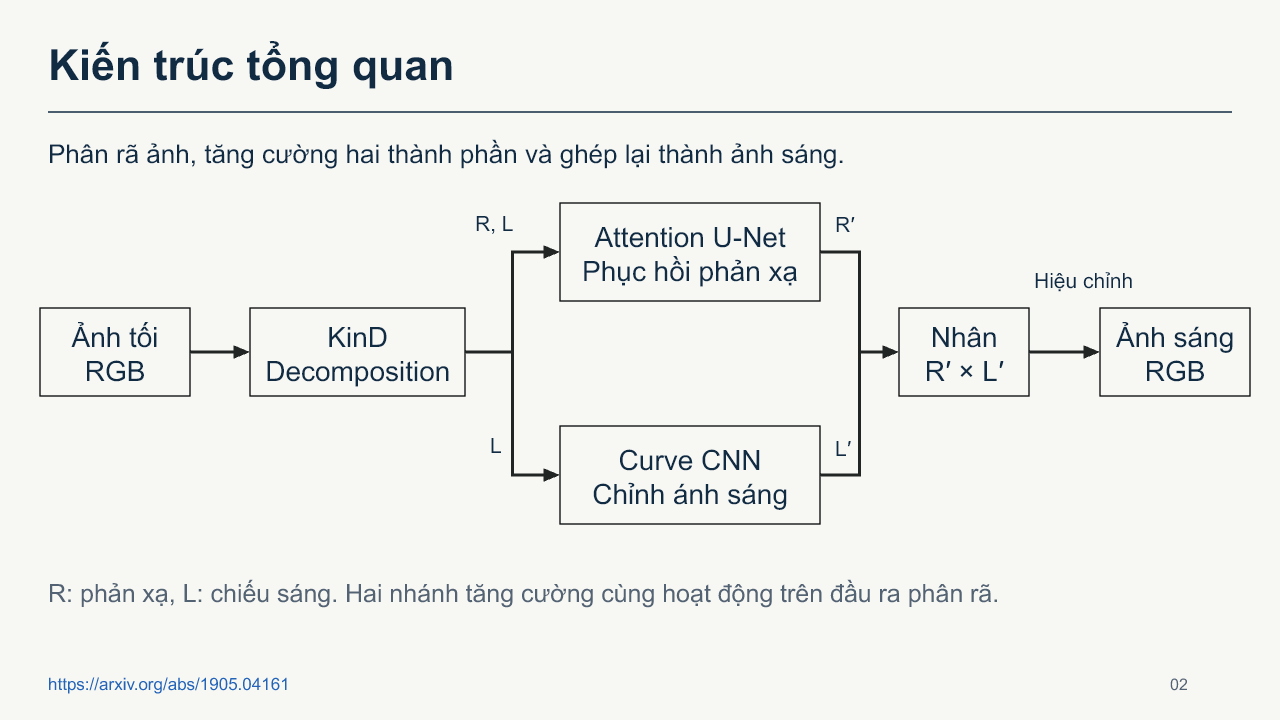 Kiến trúc tổng quan
Phân rã ảnh, tăng cường hai thành phần và ghép lại thành ảnh sáng.
Ảnh tối
RGB
KinD
Decomposition
R, L
Attention U-Net
Phục hồi phản xạ
R′
L
Curve CNN
Chỉnh ánh sáng
L′
Nhân
R′ × L′
Hiệu chỉnh
Ảnh sáng
RGB
R: phản xạ, L: chiếu sáng. Hai nhánh tăng cường cùng hoạt động trên đầu ra phân rã.
https://arxiv.org/abs/1905.04161
02